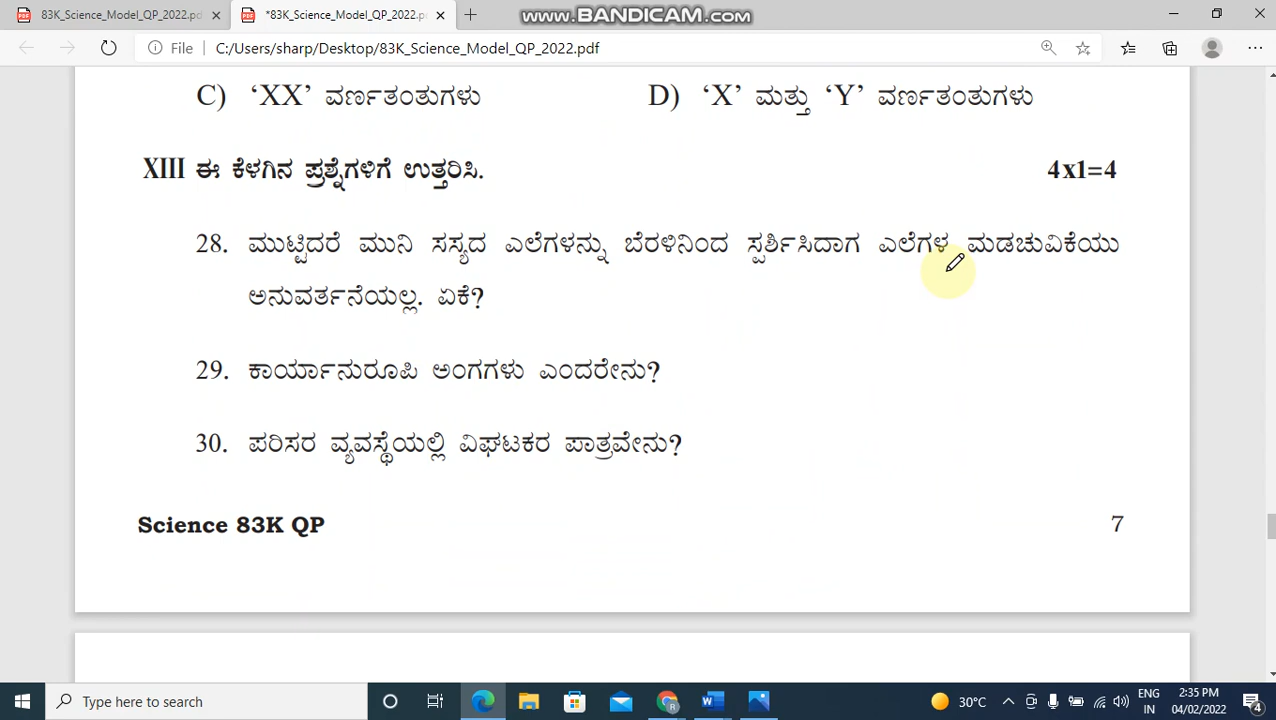 83K_Science_Model_QP_2022.pdf
*83K_Science_Model_QP_2022.pdf
www.BANDICAM.com
File C:/Users/sharp/Desktop/83K_Science_Model_QP_2022.pdf
C) ‘XX’ ವರ್ಣತಂತುಗಳು D) ‘X’ ಮತ್ತು ‘Y’ ವರ್ಣತಂತುಗಳು
XIII ಈ ಕೆಳಗಿನ ಪ್ರಶ್ನೆಗಳಿಗೆ ಉತ್ತರಿಸಿ. 4x1=4
28. ಮುಟ್ಟಿದರೆ ಮುನಿ ಸಸ್ಯದ ಎಲೆಗಳನ್ನು ಬೆರಳಿನಿಂದ ಸ್ಪರ್ಶಿಸಿದಾಗ ಎಲೆಗಳ ಮಡಚುವಿಕೆಯು
ಅನುವರ್ತನೆಯಲ್ಲ. ಏಕೆ?
29. ಕಾರ್ಯಾನುರೂಪಿ ಅಂಗಗಳು ಎಂದರೇನು?
30. ಪರಿಸರ ವ್ಯವಸ್ಥೆಯಲ್ಲಿ ವಿಘಟಕರ ಪಾತ್ರವೇನು?
Science 83K QP 7
Type here to search
30°C
ENG
IN
2:35 PM
04/02/2022
4